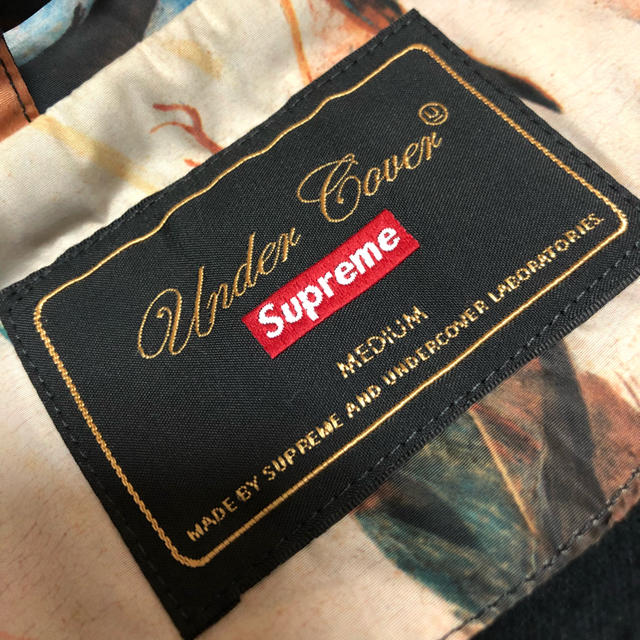 Under Cover
Supreme
MEDIUM
MADE BY SUPREME AND UNDERCOVER LABORATORIES.